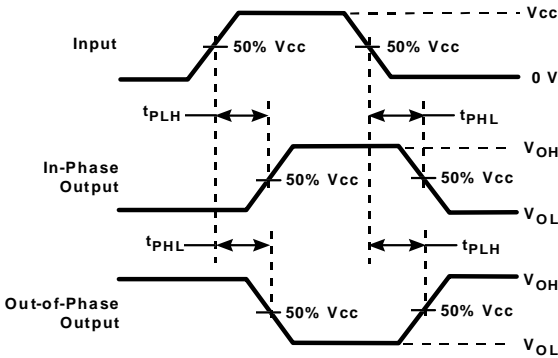 Vcc
Input
50% Vcc
50% Vcc
0 V
tPLH
tPHL
In-Phase
Output
VOH
50% Vcc
50% Vcc
VOL
tPHL
tPLH
Out-of-Phase
Output
VOH
50% Vcc
50% Vcc
VOL